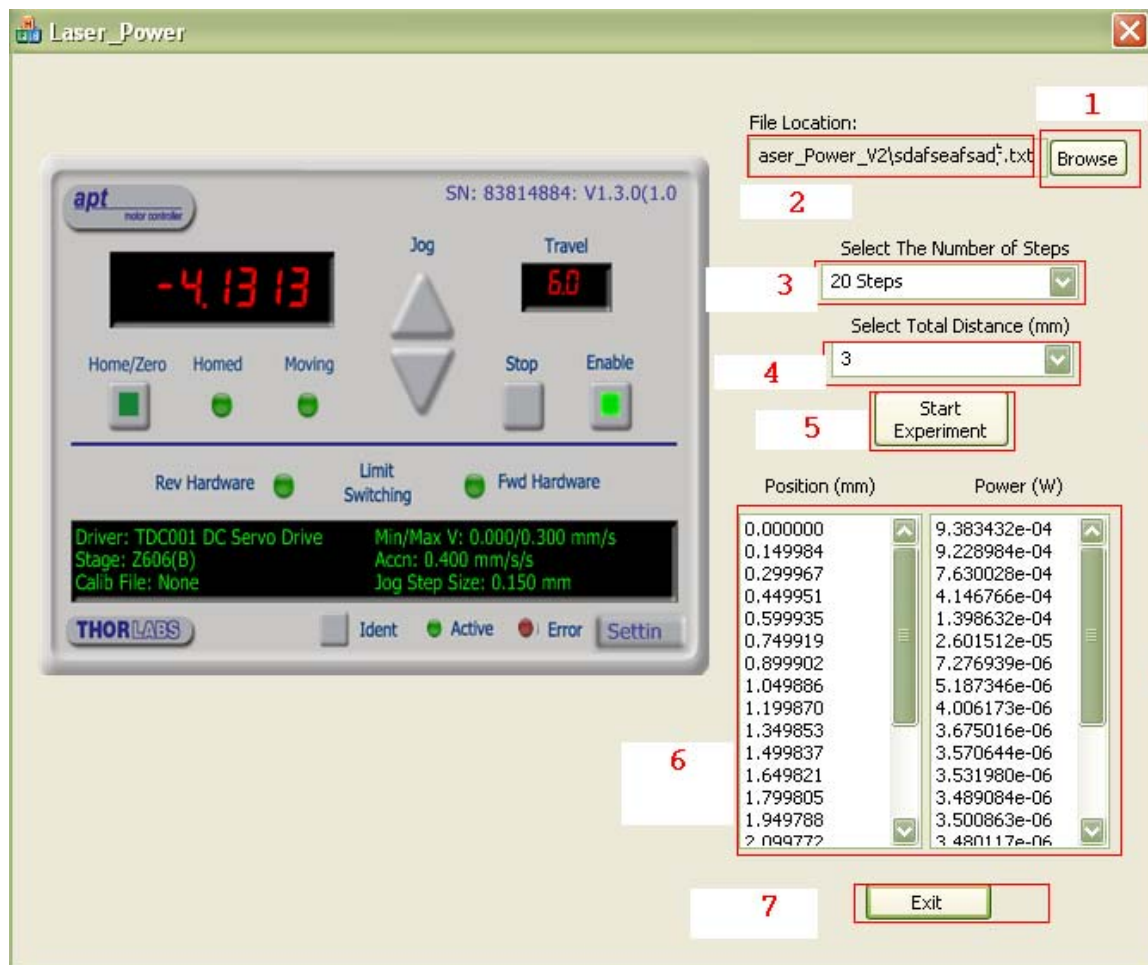 Laser_Power
1
File Location:
aser_Power_V2\sdafseafsad,.txt
Browse
2
Select The Number of Steps
3
20 Steps
Select Total Distance (mm)
4
3
5
Start
Experiment
apt
motor controller
SN: 83814884: V1.3.0(1.0
Jog
Travel
-4.1313
6.0
Home/Zero
Homed
Moving
Stop
Enable
Rev Hardware
Limit
Switching
Fwd Hardware
Driver: TDC001 DC Servo Drive
Min/Max V: 0.000/0.300 mm/s
Stage: Z606(B)
Accn: 0.400 mm/s/s
Calib File: None
Jog Step Size: 0.150 mm
THORLABS
Ident
Active
Error
Settin
Position (mm)
Power (W)
0.000000 9.383432e-04
0.149984 9.228984e-04
0.299967 7.630028e-04
0.449951 4.146766e-04
0.599935 1.398632e-04
0.749919 2.601512e-05
0.899902 7.276939e-06
1.049886 5.187346e-06
1.199870 4.006173e-06
1.349853 3.675016e-06
1.499837 3.570644e-06
1.649821 3.531980e-06
1.799805 3.489084e-06
1.949788 3.500863e-06
2.099772 3.480117e-06
6
7
Exit